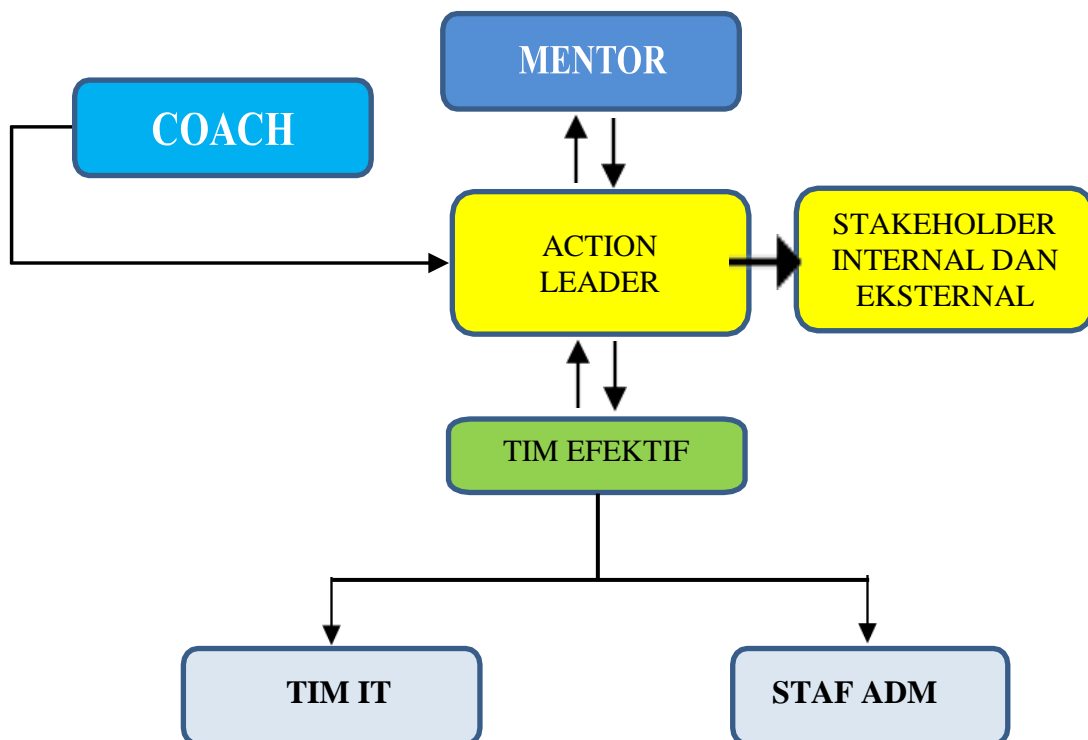 MENTOR
COACH
ACTION
LEADER
STAKEHOLDER
INTERNAL DAN
EKSTERNAL
TIM EFEKTIF
TIM IT
STAF ADM